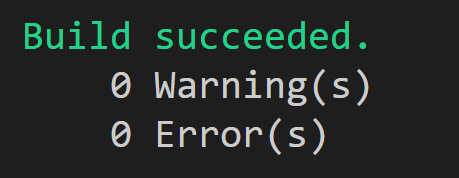 Build succeeded.
0 Warning(s)
0 Error(s)